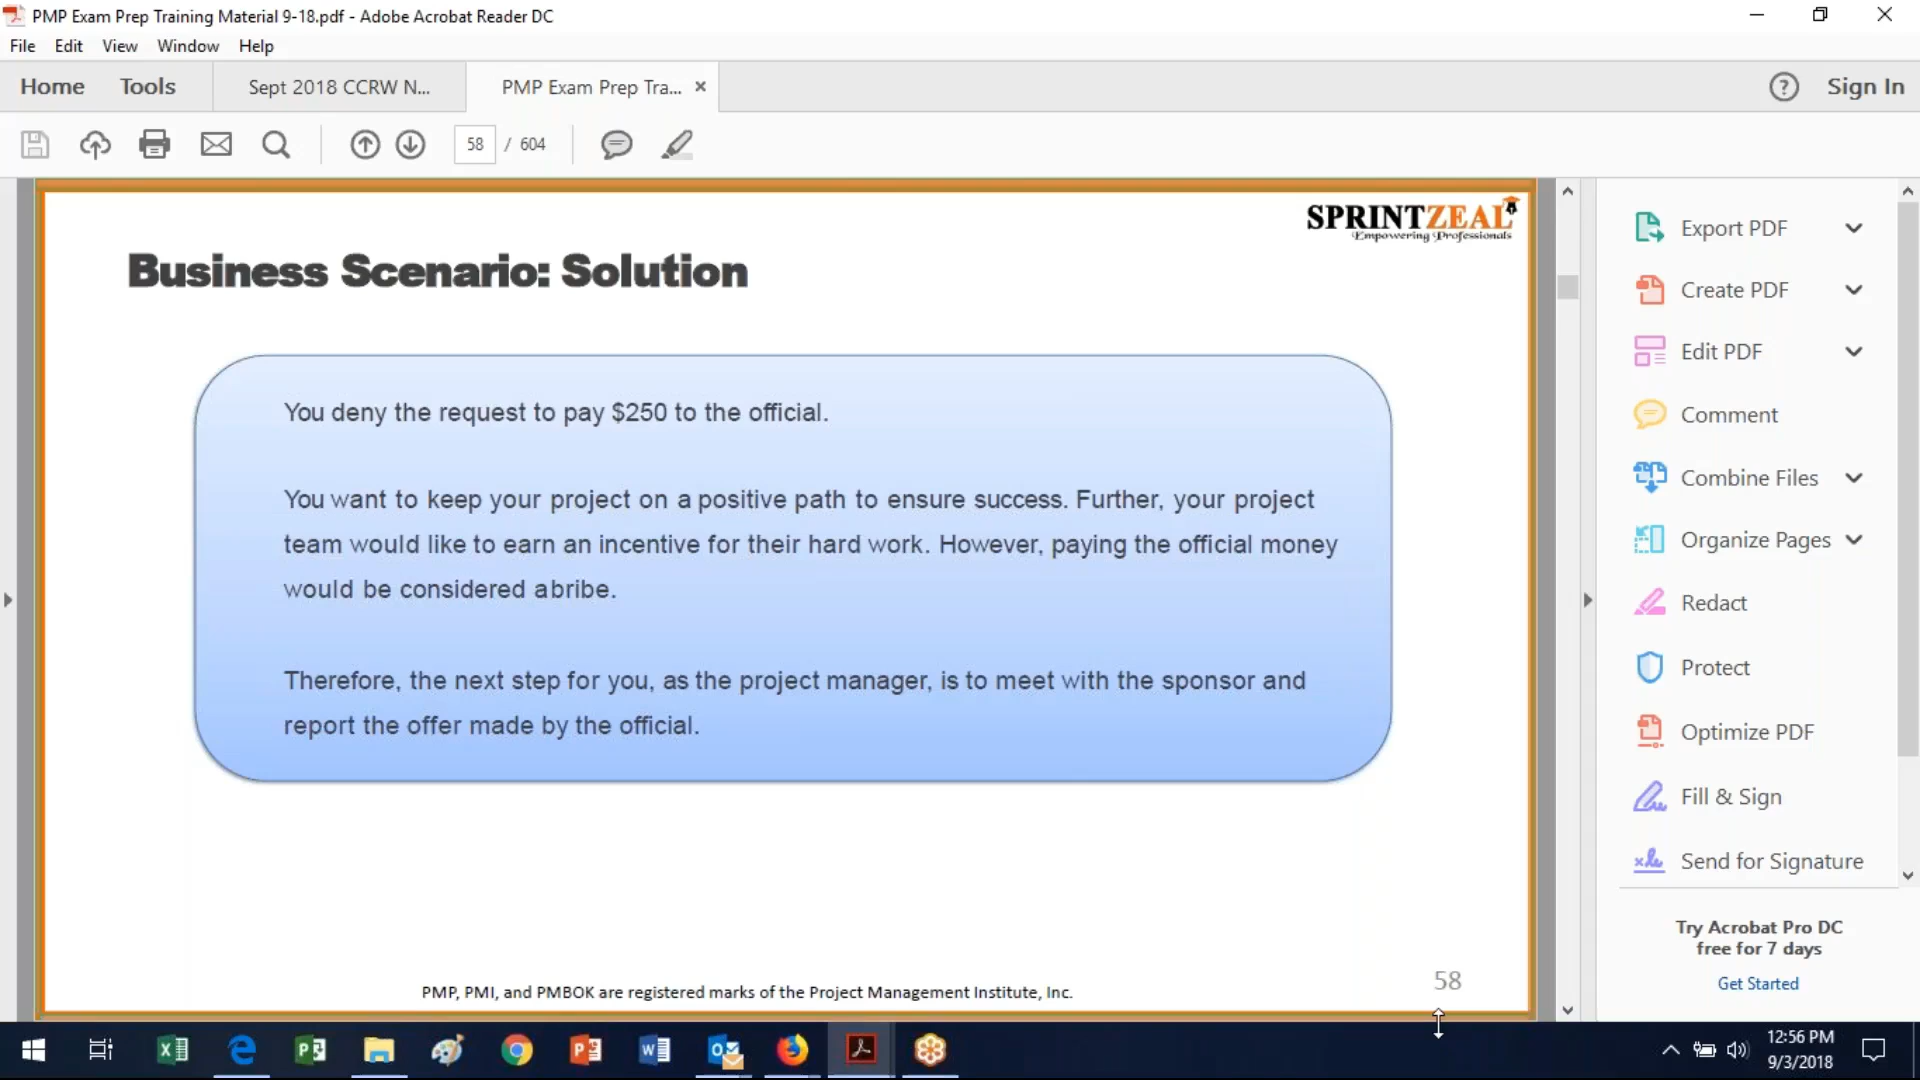 PMP Exam Prep Training Material 9-18.pdf - Adobe Acrobat Reader DC
File Edit View Window Help
Home Tools Sept 2018 CCRW N... PMP Exam Prep Tra... × ? Sign In
58 / 604
SPRINTZEAL
Empowering Professionals
Business Scenario: Solution
You deny the request to pay $250 to the official.
You want to keep your project on a positive path to ensure success. Further, your project
team would like to earn an incentive for their hard work. However, paying the official money
would be considered abribe.
Therefore, the next step for you, as the project manager, is to meet with the sponsor and
report the offer made by the official.
PMP, PMI, and PMBOK are registered marks of the Project Management Institute, Inc.
58
Export PDF
Create PDF
Edit PDF
Comment
Combine Files
Organize Pages
Redact
Protect
Optimize PDF
Fill & Sign
Send for Signature
Try Acrobat Pro DC
free for 7 days
Get Started
12:56 PM
9/3/2018